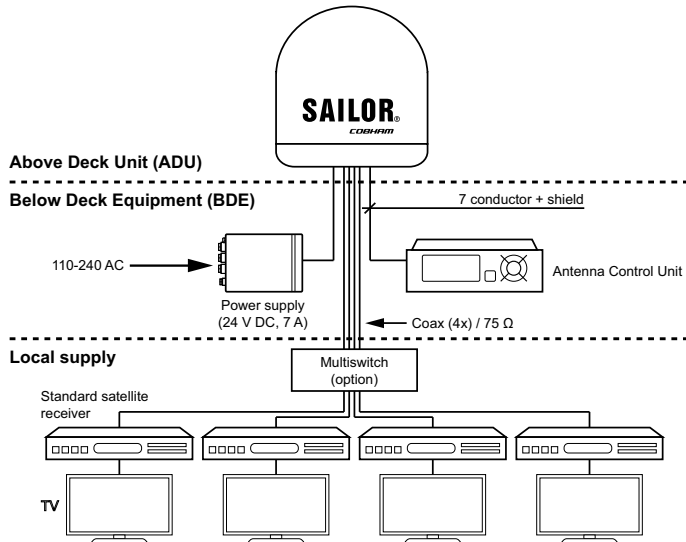 SAILOR®
COBHAM
Above Deck Unit (ADU)
Below Deck Equipment (BDE)
7 conductor + shield
110-240 AC
Antenna Control Unit
Power supply
(24 V DC, 7 A)
Coax (4x) / 75 Ω
Local supply
Multiswitch
(option)
Standard satellite
receiver
TV